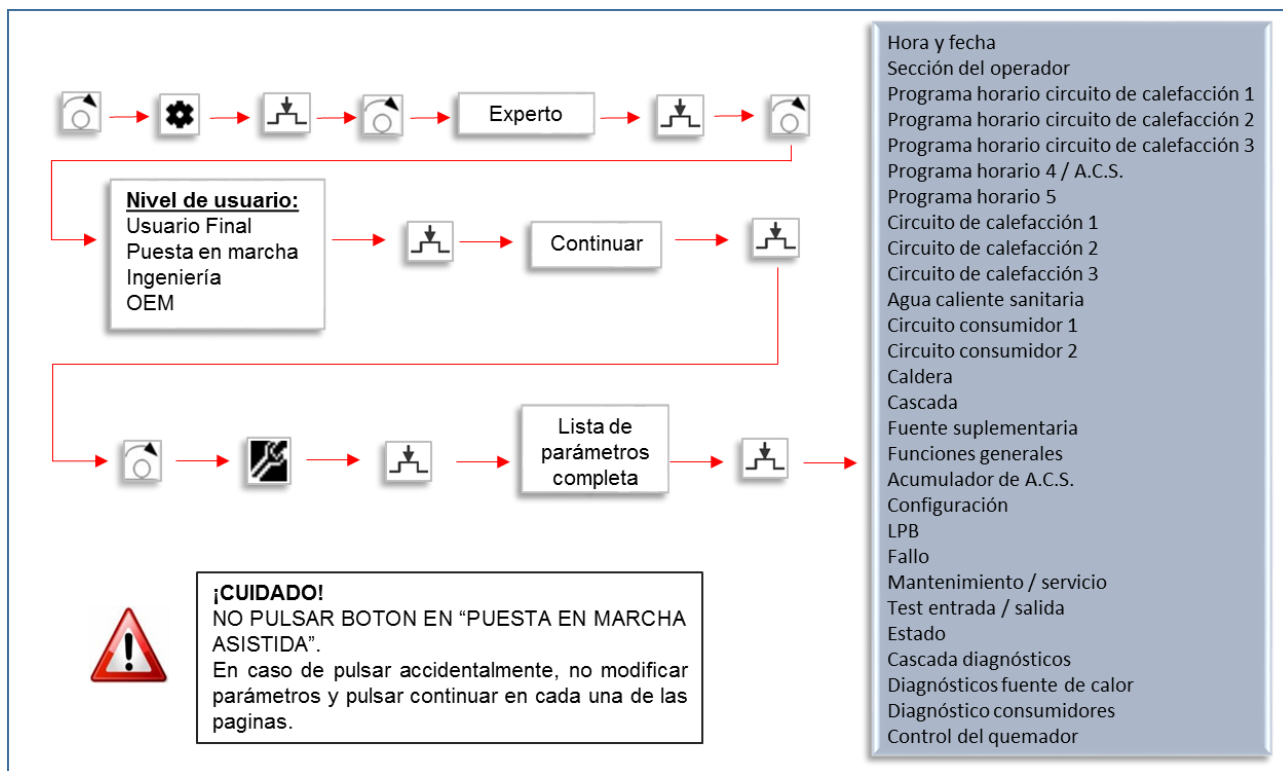 Experto
Nivel de usuario:
Usuario Final
Puesta en marcha
Ingeniería
OEM
Continuar
Lista de
parámetros
completa
¡CUIDADO!
NO PULSAR BOTON EN “PUESTA EN MARCHA
ASISTIDA”.
En caso de pulsar accidentalmente, no modificar
parámetros y pulsar continuar en cada una de las
paginas.
Hora y fecha
Sección del operador
Programa horario circuito de calefacción 1
Programa horario circuito de calefacción 2
Programa horario circuito de calefacción 3
Programa horario 4 / A.C.S.
Programa horario 5
Circuito de calefacción 1
Circuito de calefacción 2
Circuito de calefacción 3
Agua caliente sanitaria
Circuito consumidor 1
Circuito consumidor 2
Caldera
Cascada
Fuente suplementaria
Funciones generales
Acumulador de A.C.S.
Configuración
LPB
Fallo
Mantenimiento / servicio
Test entrada / salida
Estado
Cascada diagnósticos
Diagnósticos fuente de calor
Diagnóstico consumidores
Control del quemador